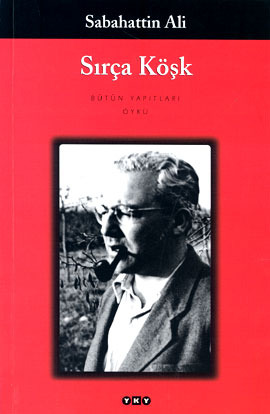 Sabahattin Ali
Sırça Köşk
BÜTÜN YAPITLARI
ÖYKÜ
YKY